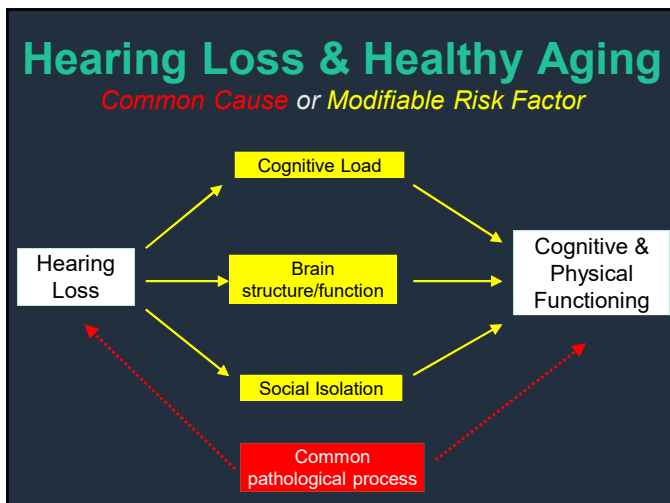 Hearing Loss & Healthy Aging
Common Cause or Modifiable Risk Factor
Cognitive Load
Hearing
Loss
Brain
structure/function
Cognitive &
Physical
Functioning
Social Isolation
Common
pathological process